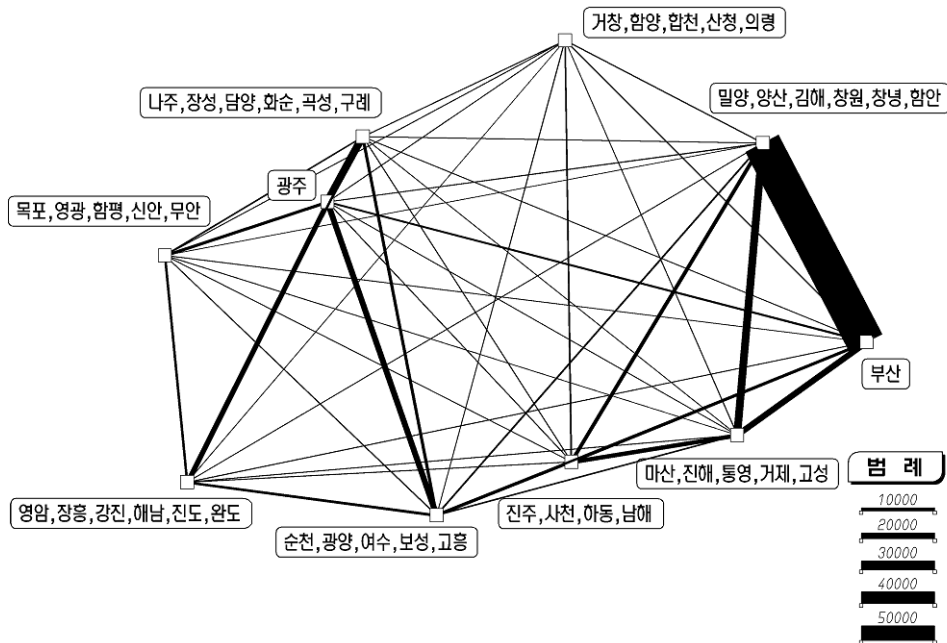 거창,함양,합천,산청,의령
나주,장성,담양,화순,곡성,구례
밀양,양산,김해,창원,창녕,함안
광주
목포,영광,함평,신안,무안
부산
마산,진해,통영,거제,고성
영암,장흥,강진,해남,진도,완도
진주,사천,하동,남해
순천,광양,여수,보성,고흥
범 례
10000
20000
30000
40000
50000